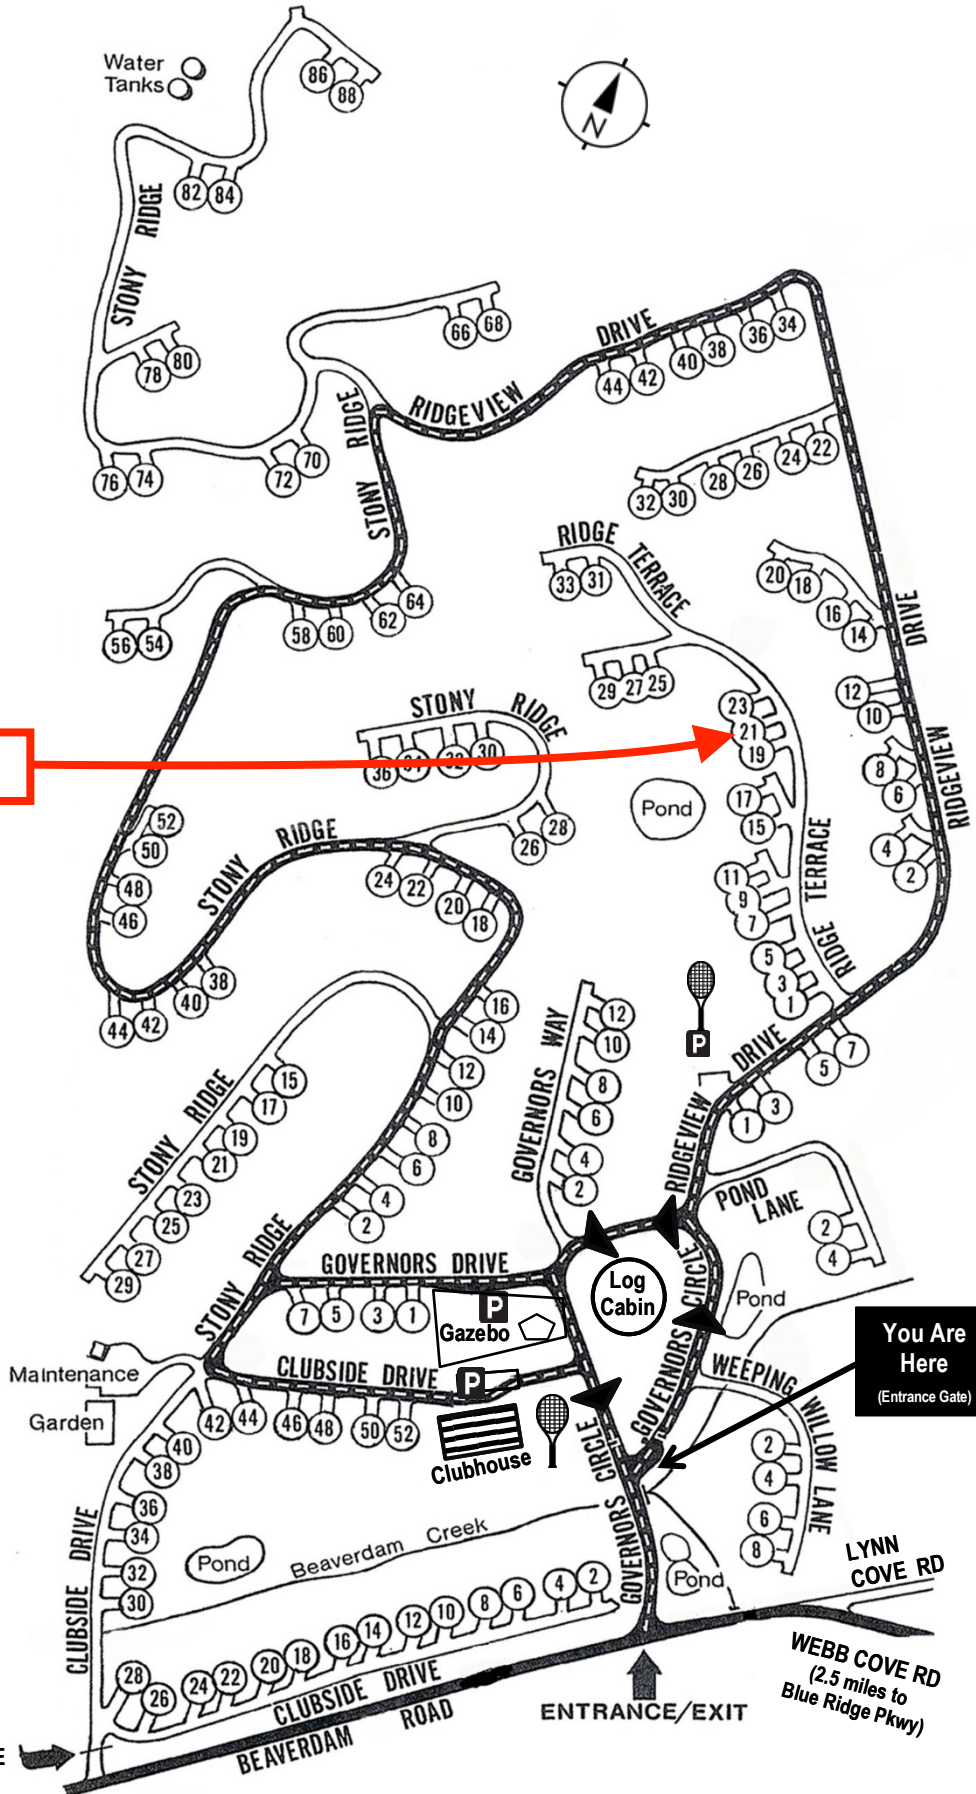 Water
Tanks
86
88
N
82
84
STONY RIDGE
78
80
66
68
DRIVE
34
36
38
40
42
44
RIDGEVIEW
RIDGE
STONY
76
74
72
70
22
24
26
28
30
32
RIDGE TERRACE
33
31
20
18
16
14
DRIVE
64
62
60
58
56
54
29
27
25
12
10
23
21
19
STONY RIDGE
36
32
30
RIDGEVIEW
8
6
Pond
17
15
52
50
48
46
STONY RIDGE
28
26
24
22
20
18
4
2
RIDGE TERRACE
11
9
7
5
3
1
38
40
42
44
16
14
12
10
8
6
4
2
P
DRIVE
7
5
3
1
RIDGEVIEW
GOVERNORS WAY
12
10
8
6
4
2
STONY RIDGE
15
17
19
21
23
25
27
29
POND
LANE
2
4
STONY RIDGE
GOVERNORS DRIVE
7
5
3
1
P
Gazebo
Log
Cabin
GOVERNORS CIRCLE
Pond
You Are
Here
(Entrance Gate)
Maintenance
Garden
CLUBSIDE DRIVE
P
42
44
46
48
50
52
Clubhouse
WEEPING WILLOW LANE
2
4
6
8
GOVERNORS CIRCLE
40
38
36
34
32
30
CLUBSIDE DRIVE
Pond
Beaverdam Creek
Pond
LYNN
COVE RD
28
26
24
22
20
18
16
14
12
10
8
6
4
2
CLUBSIDE DRIVE
BEAVERDAM ROAD
ENTRANCE/EXIT
WEBB COVE RD
(2.5 miles to
Blue Ridge Pkwy)
E